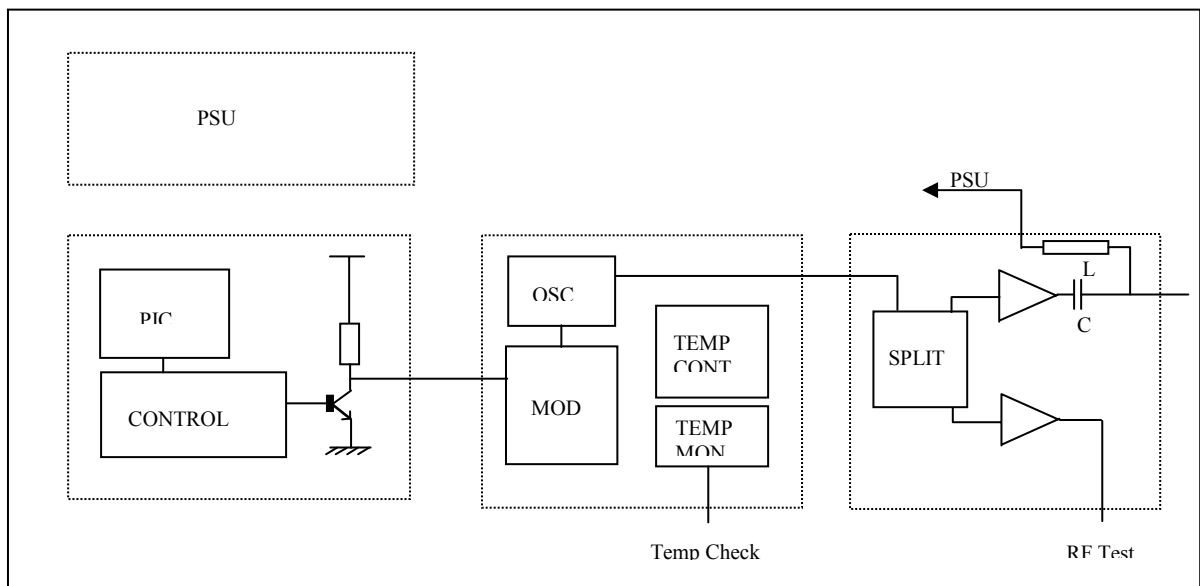 PSU
PSU
L
C
PIC
OSC
TEMP
CONT
SPLIT
CONTROL
MOD
TEMP
MON
Temp Check
RF Test